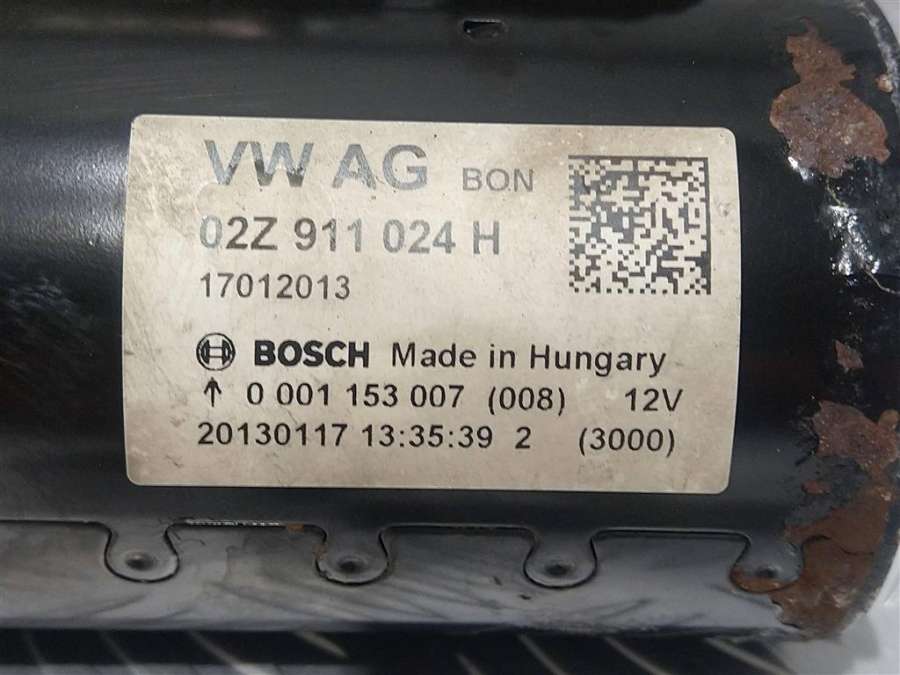 VW AG BON
02Z 911 024 H
17012013
BOSCH Made in Hungary
↑ 0 001 153 007 (008) 12V
20130117 13:35:39 2 (3000)